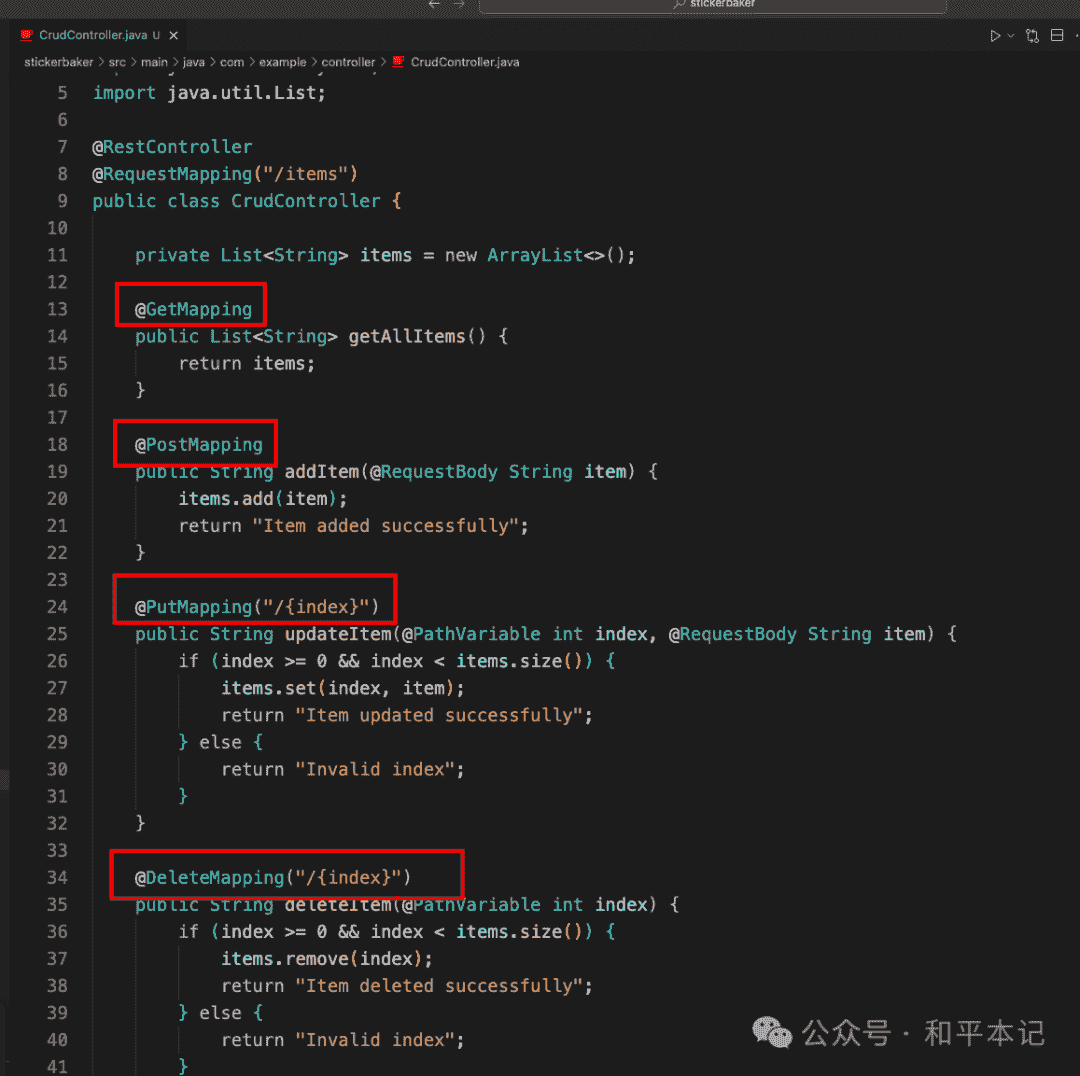 stickerbaker
CrudController.java U
stickerbaker > src > main > java > com > example > controller > CrudController.java
5 import java.util.List;
6
7 @RestController
8 @RequestMapping("/items")
9 public class CrudController {
10
11 private List<String> items = new ArrayList<>();
12
13 @GetMapping
14 public List<String> getAllItems() {
15 return items;
16 }
17
18 @PostMapping
19 public String addItem(@RequestBody String item) {
20 items.add(item);
21 return "Item added successfully";
22 }
23
24 @PutMapping("/{index}")
25 public String updateItem(@PathVariable int index, @RequestBody String item) {
26 if (index >= 0 && index < items.size()) {
27 items.set(index, item);
28 return "Item updated successfully";
29 } else {
30 return "Invalid index";
31 }
32 }
33
34 @DeleteMapping("/{index}")
35 public String deleteItem(@PathVariable int index) {
36 if (index >= 0 && index < items.size()) {
37 items.remove(index);
38 return "Item deleted successfully";
39 } else {
40 return "Invalid index";
41 }
公众号 · 和平本记